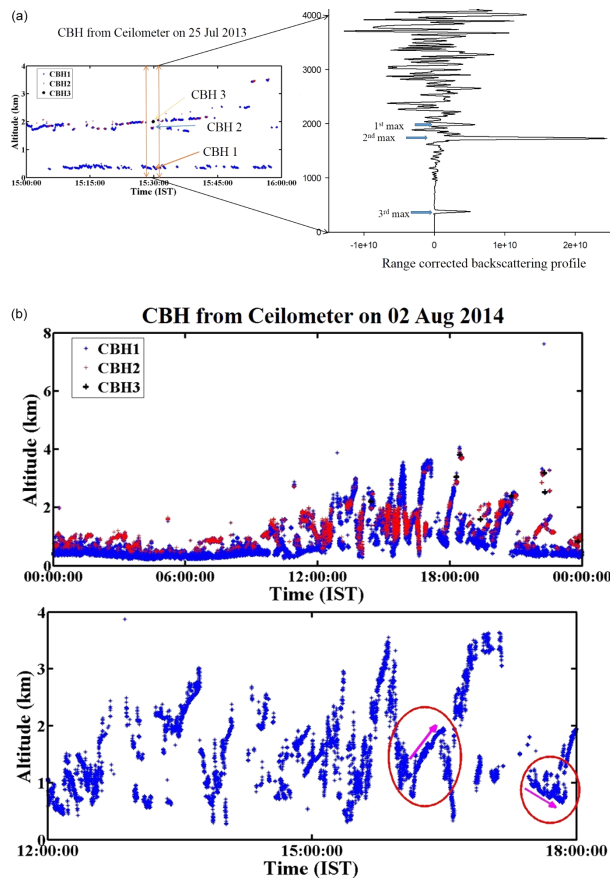 (a)
CBH from Ceilometer on 25 Jul 2013
Altitude (km)
4
3
2
1
0
CBH1
CBH2
CBH3
CBH 3
CBH 2
CBH 1
15:00:00 15:15:00 15:30:00 15:45:00 16:00:00
Time (IST)
4000
3000
2000
1000
0
1st max
2nd max
3rd max
-1e+10 0 1e+10 2e+10
Range corrected backscattering profile
(b)
CBH from Ceilometer on 02 Aug 2014
Altitude (km)
8
6
4
2
0
CBH1
CBH2
CBH3
00:00:00 06:00:00 12:00:00 18:00:00 00:00:00
Time (IST)
Altitude (km)
4
3
2
1
0
12:00:00 15:00:00 18:00:00
Time (IST)